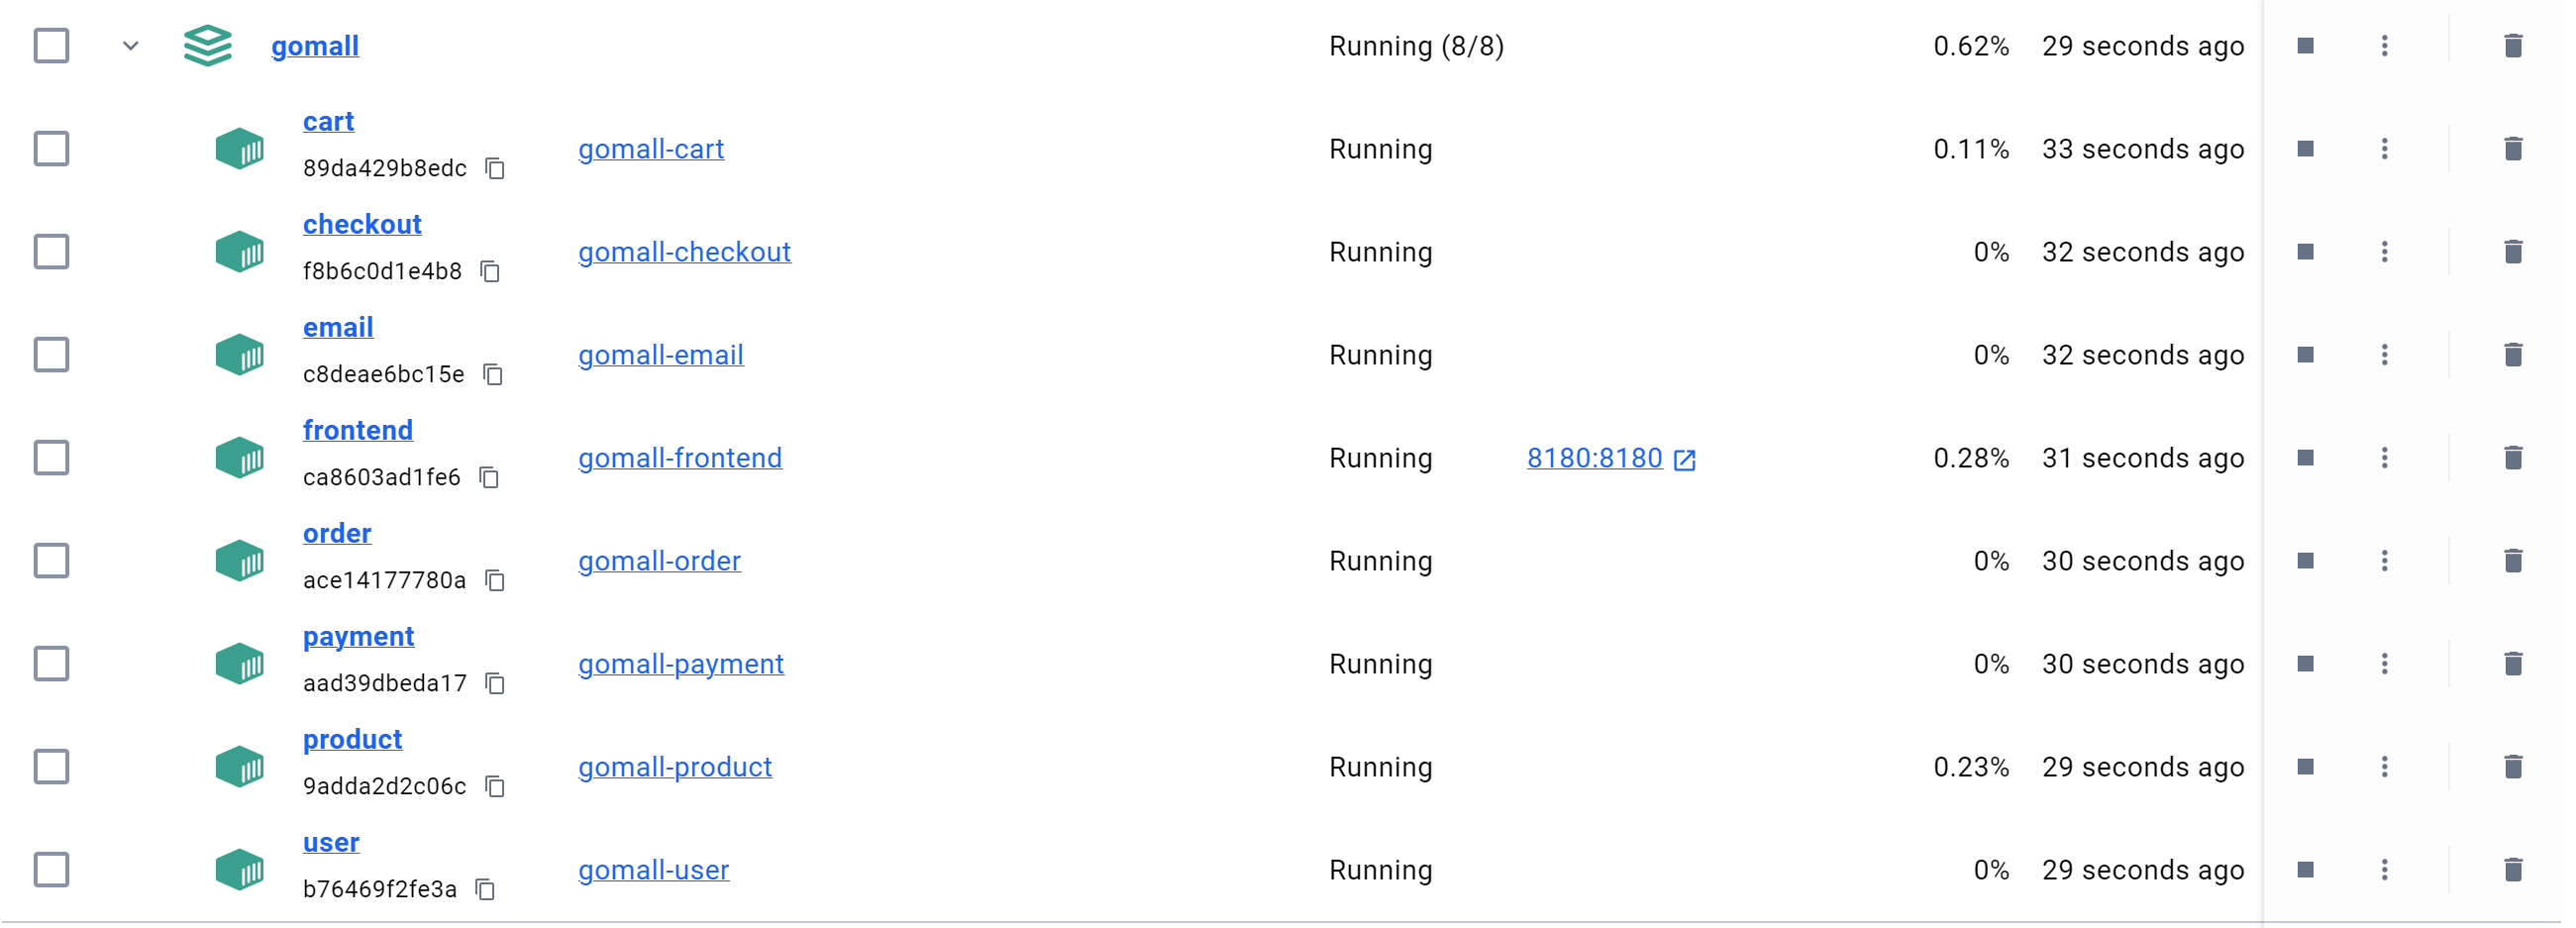 gomall Running (8/8) 0.62% 29 seconds ago
cart
89da429b8edc gomall-cart Running 0.11% 33 seconds ago
checkout
f8b6c0d1e4b8 gomall-checkout Running 0% 32 seconds ago
email
c8deae6bc15e gomall-email Running 0% 32 seconds ago
frontend
ca8603ad1fe6 gomall-frontend Running 8180:8180 0.28% 31 seconds ago
order
ace14177780a gomall-order Running 0% 30 seconds ago
payment
aad39dbeda17 gomall-payment Running 0% 30 seconds ago
product
9adda2d2c06c gomall-product Running 0.23% 29 seconds ago
user
b76469f2fe3a gomall-user Running 0% 29 seconds ago